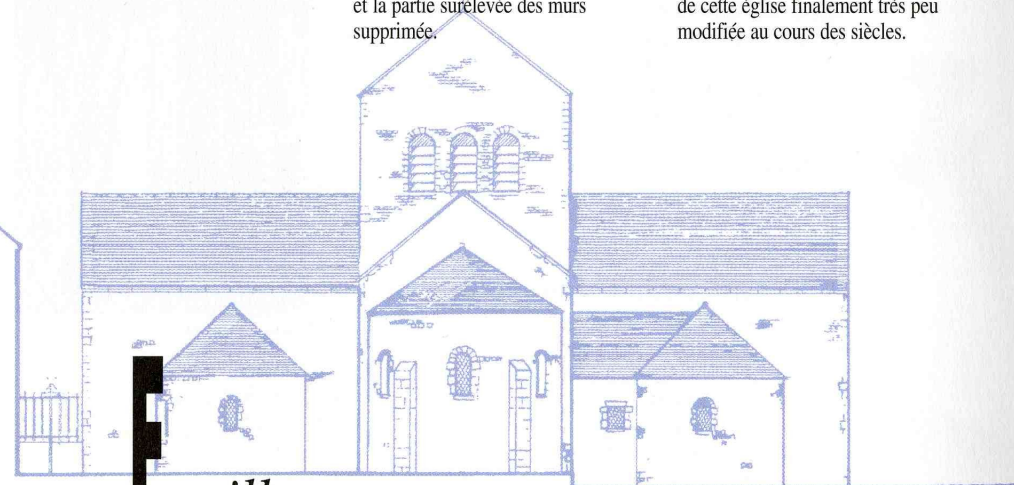 et la partie surélevée des murs
supprimée.
de cette église finalement très peu
modifiée au cours des siècles.